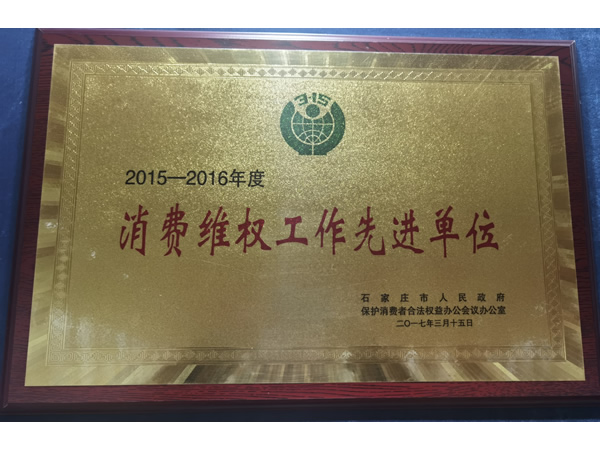 3·15
2015—2016年度
消费维权工作先进单位
石家庄市人民政府
保护消费者合法权益办公会议办公室
二〇一七年三月十五日